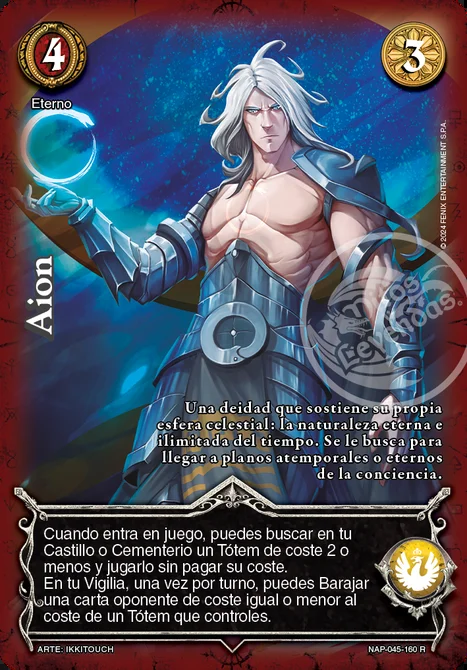 4
3
Eterno
Aion
© 2024 FENIX ENTERTAINMENT S.P.A.
Mitos
y
Leyendas.
Una deidad que sostiene su propia
esfera celestial: la naturaleza eterna e
ilimitada del tiempo. Se le busca para
llegar a planos atemporales o eternos
de la conciencia.
Cuando entra en juego, puedes buscar en tu
Castillo o Cementerio un Tótem de coste 2 o
menos y jugarlo sin pagar su coste.
En tu Vigilia, una vez por turno, puedes Barajar
una carta oponente de coste igual o menor al
coste de un Tótem que controles.
ARTE: IKKITOUCH
NAP-045-160 R